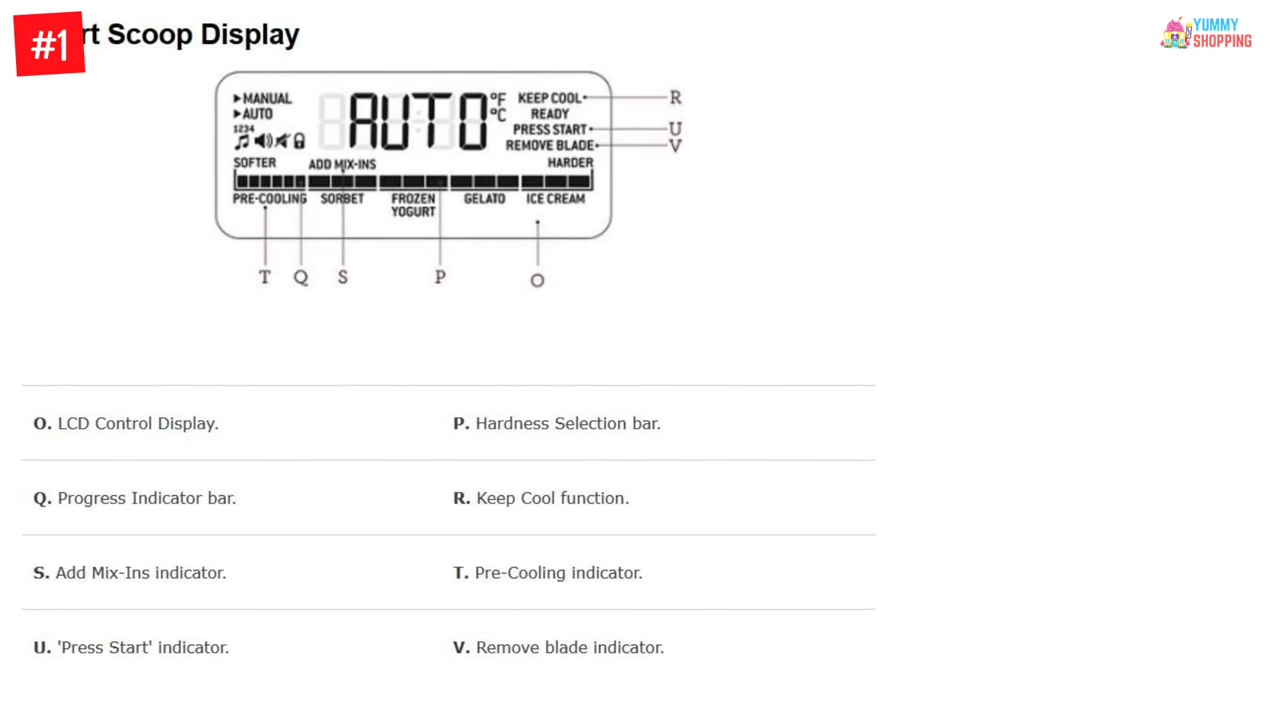 #1
rt Scoop Display
YUMMY
SHOPPING
MANUAL
AUTO
1234
AUTO
°F
°C
KEEP COOL
READY
PRESS START
REMOVE BLADE
R
U
V
SOFTER
ADD MIX-INS
HARDER
PRE-COOLING
SORBET
FROZEN
YOGURT
GELATO
ICE CREAM
T Q S P O
O. LCD Control Display.
P. Hardness Selection bar.
Q. Progress Indicator bar.
R. Keep Cool function.
S. Add Mix-Ins indicator.
T. Pre-Cooling indicator.
U. 'Press Start' indicator.
V. Remove blade indicator.